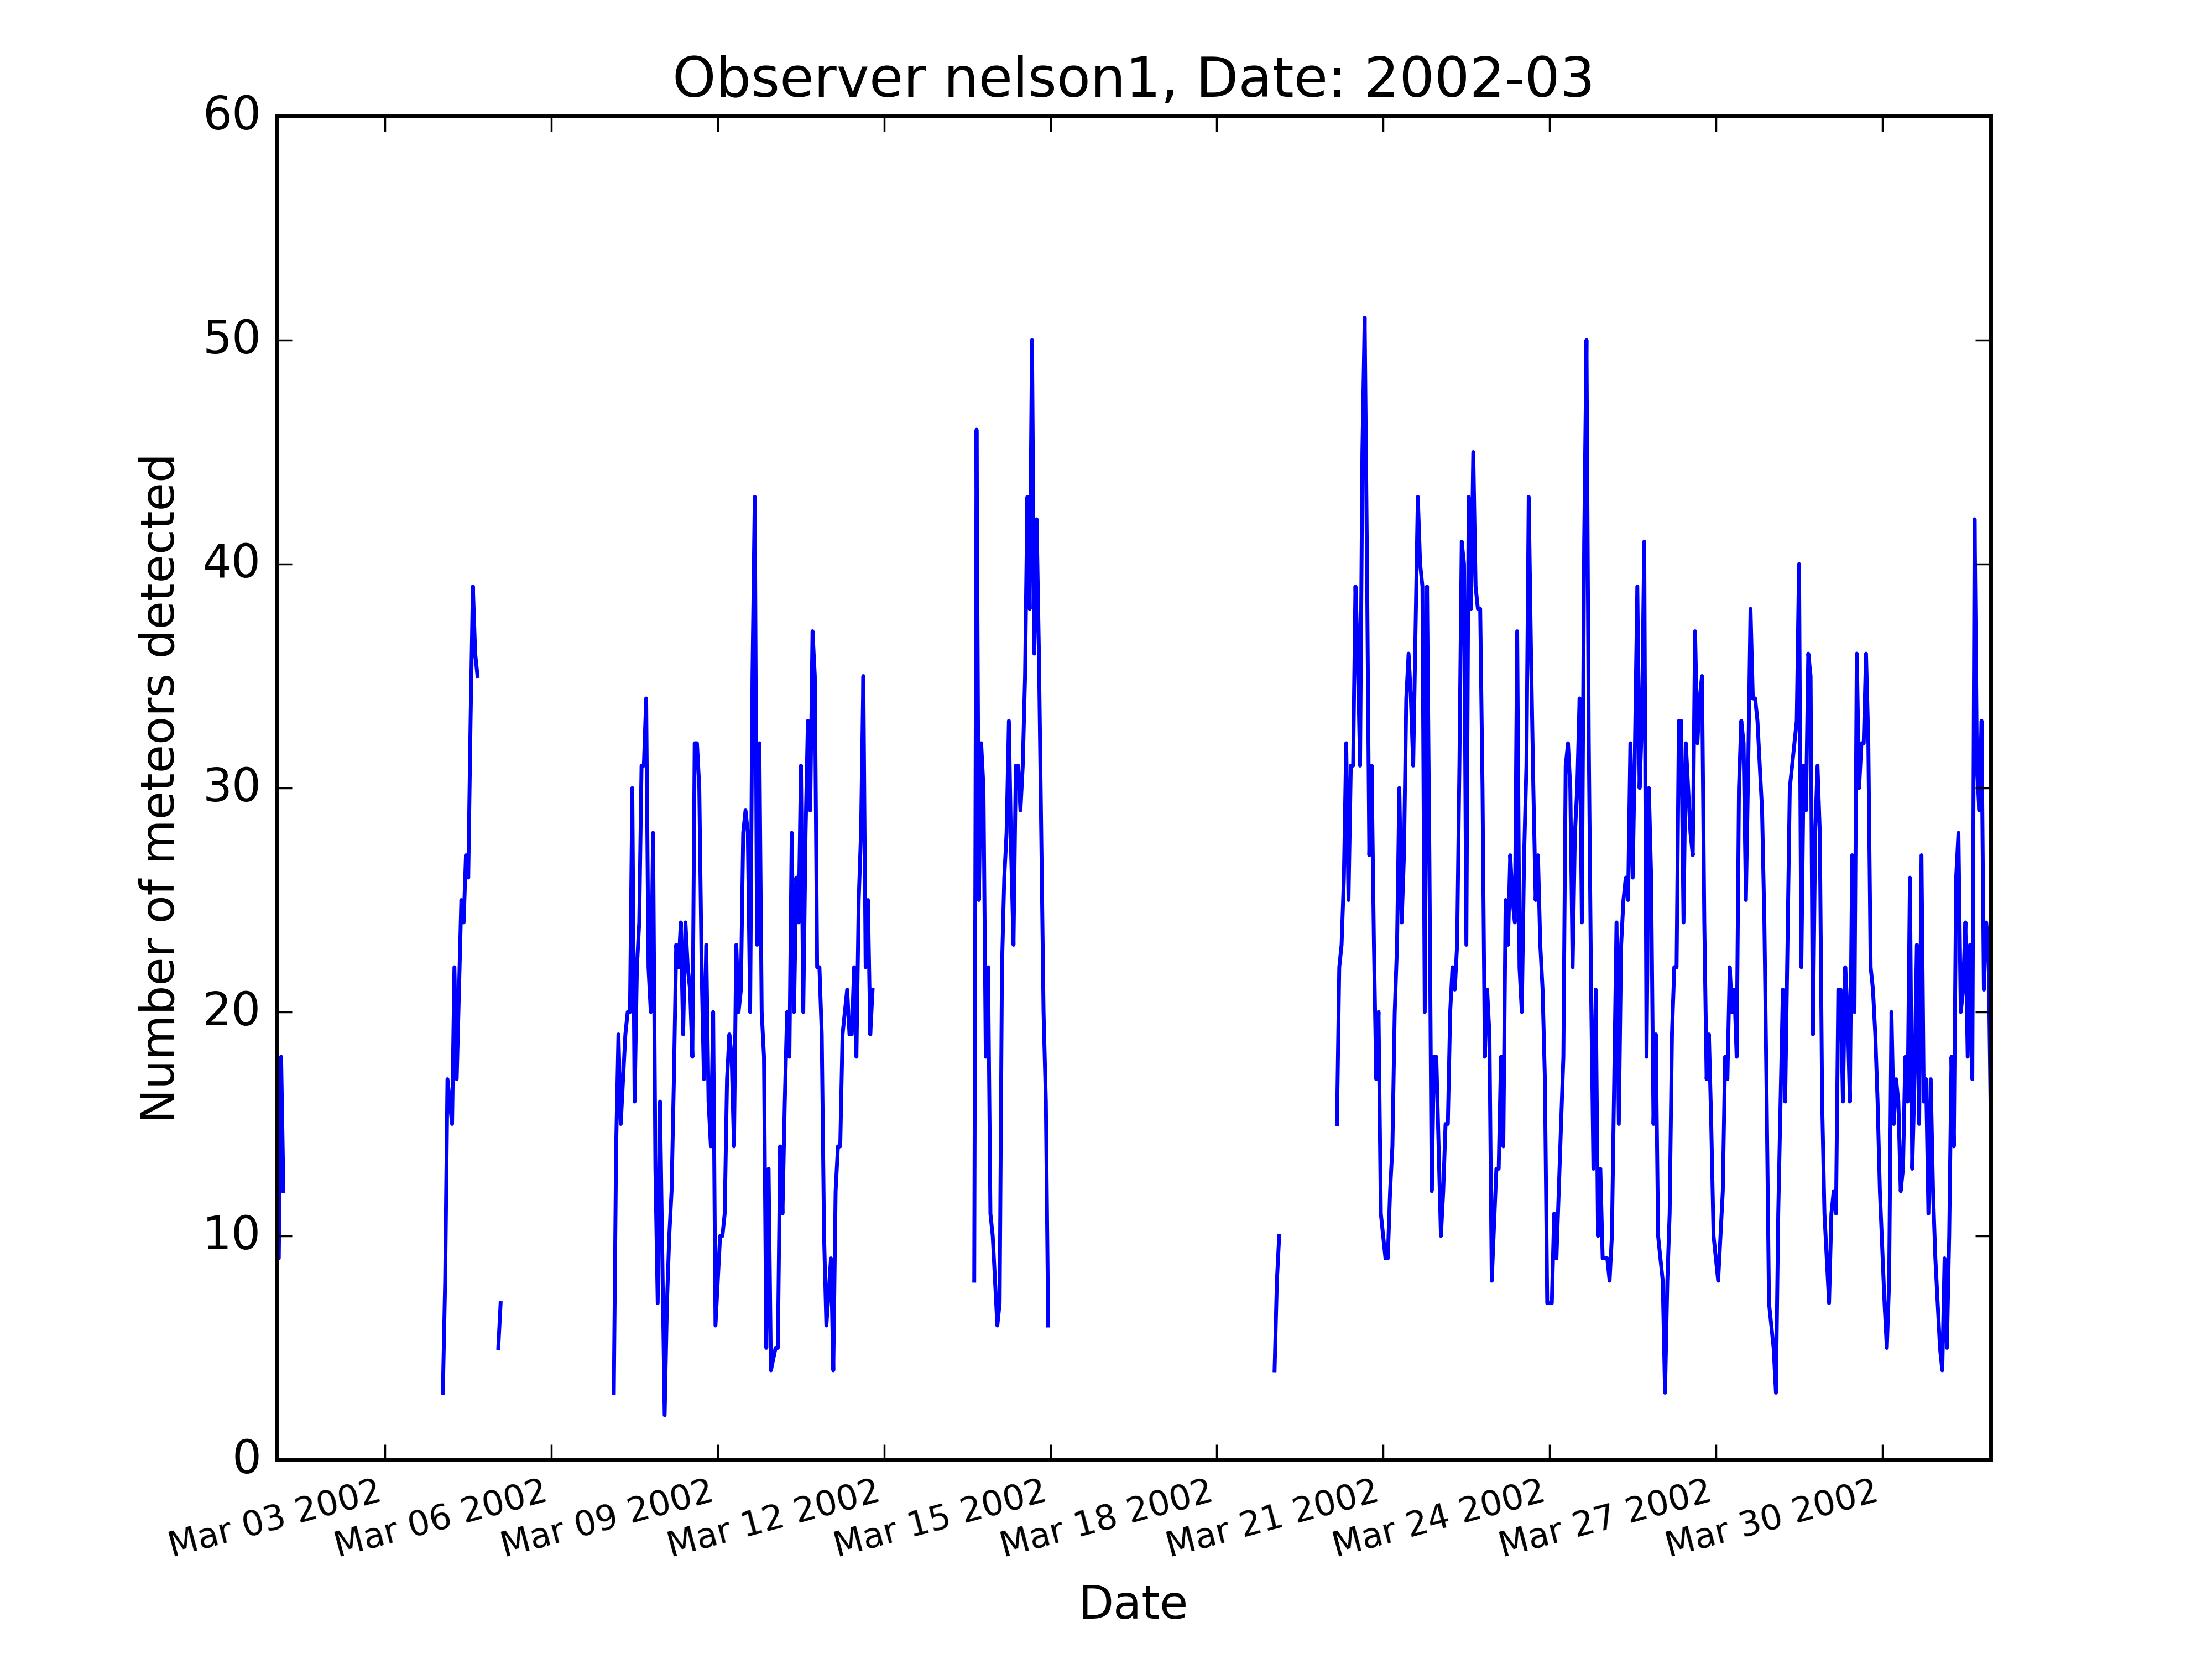 Observer nelson1, Date: 2002-03
60
50
40
30
20
10
0
Number of meteors detected
Mar 03 2002
Mar 06 2002
Mar 09 2002
Mar 12 2002
Mar 15 2002
Mar 18 2002
Mar 21 2002
Mar 24 2002
Mar 27 2002
Mar 30 2002
Date